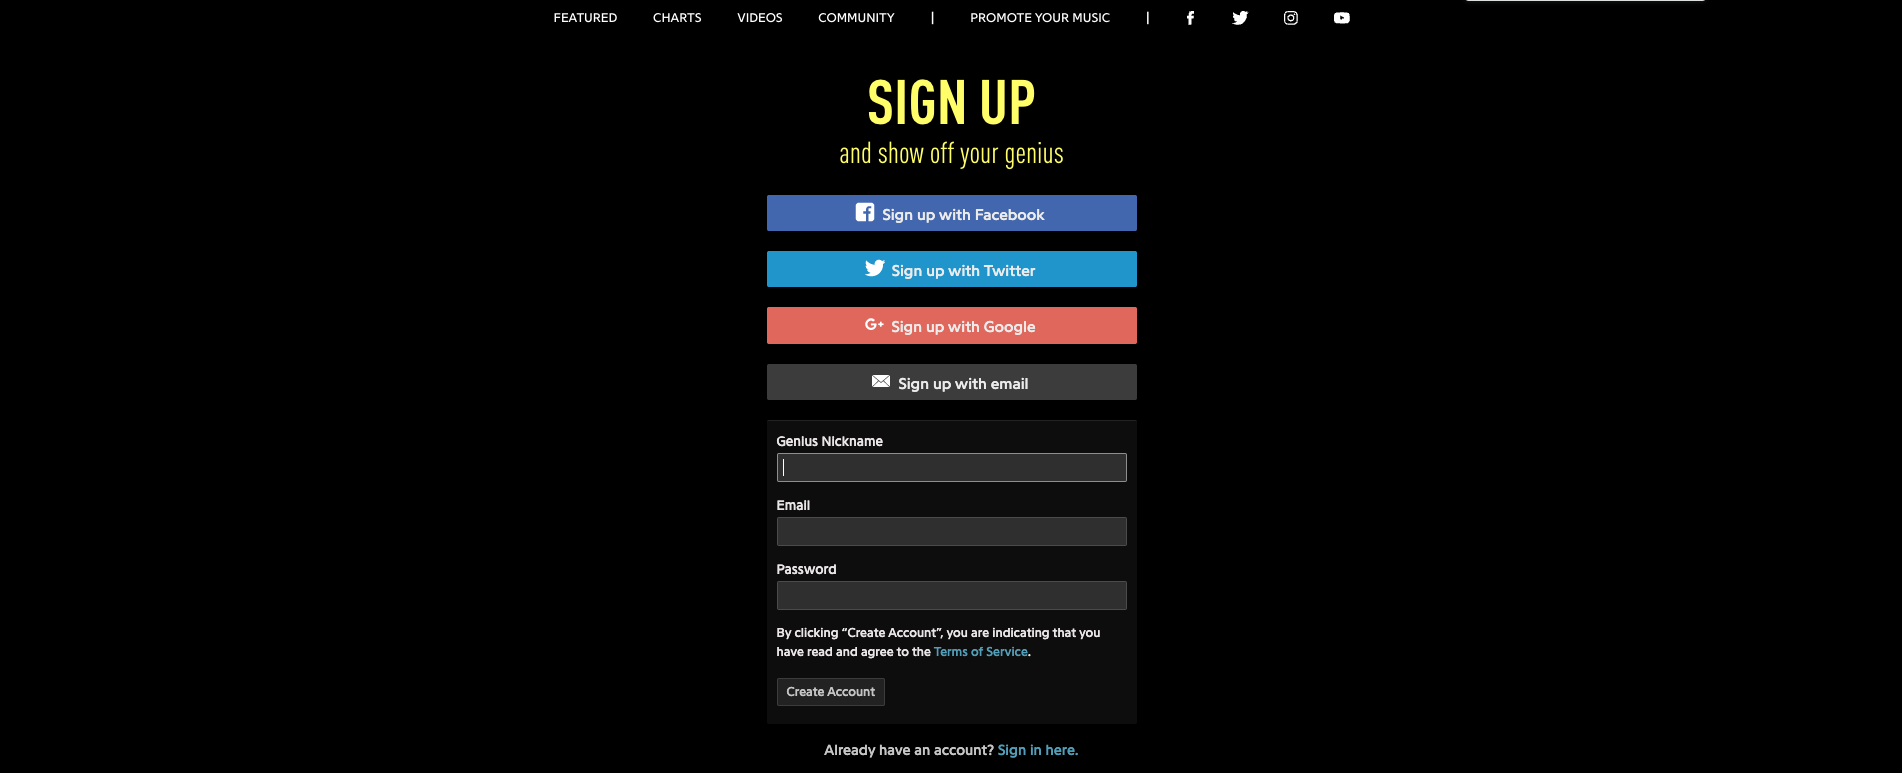 FEATURED CHARTS VIDEOS COMMUNITY | PROMOTE YOUR MUSIC |
SIGN UP
and show off your genius
Sign up with Facebook
Sign up with Twitter
G+ Sign up with Google
Sign up with email
Genius Nickname
Email
Password
By clicking “Create Account”, you are indicating that you
have read and agree to the Terms of Service.
Create Account
Already have an account? Sign in here.